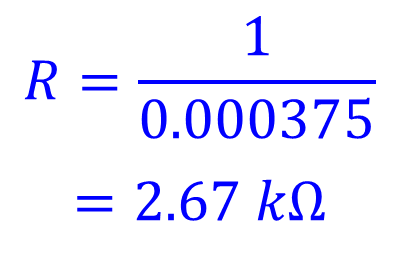 R = 1 / 0.000375
= 2.67 kΩ